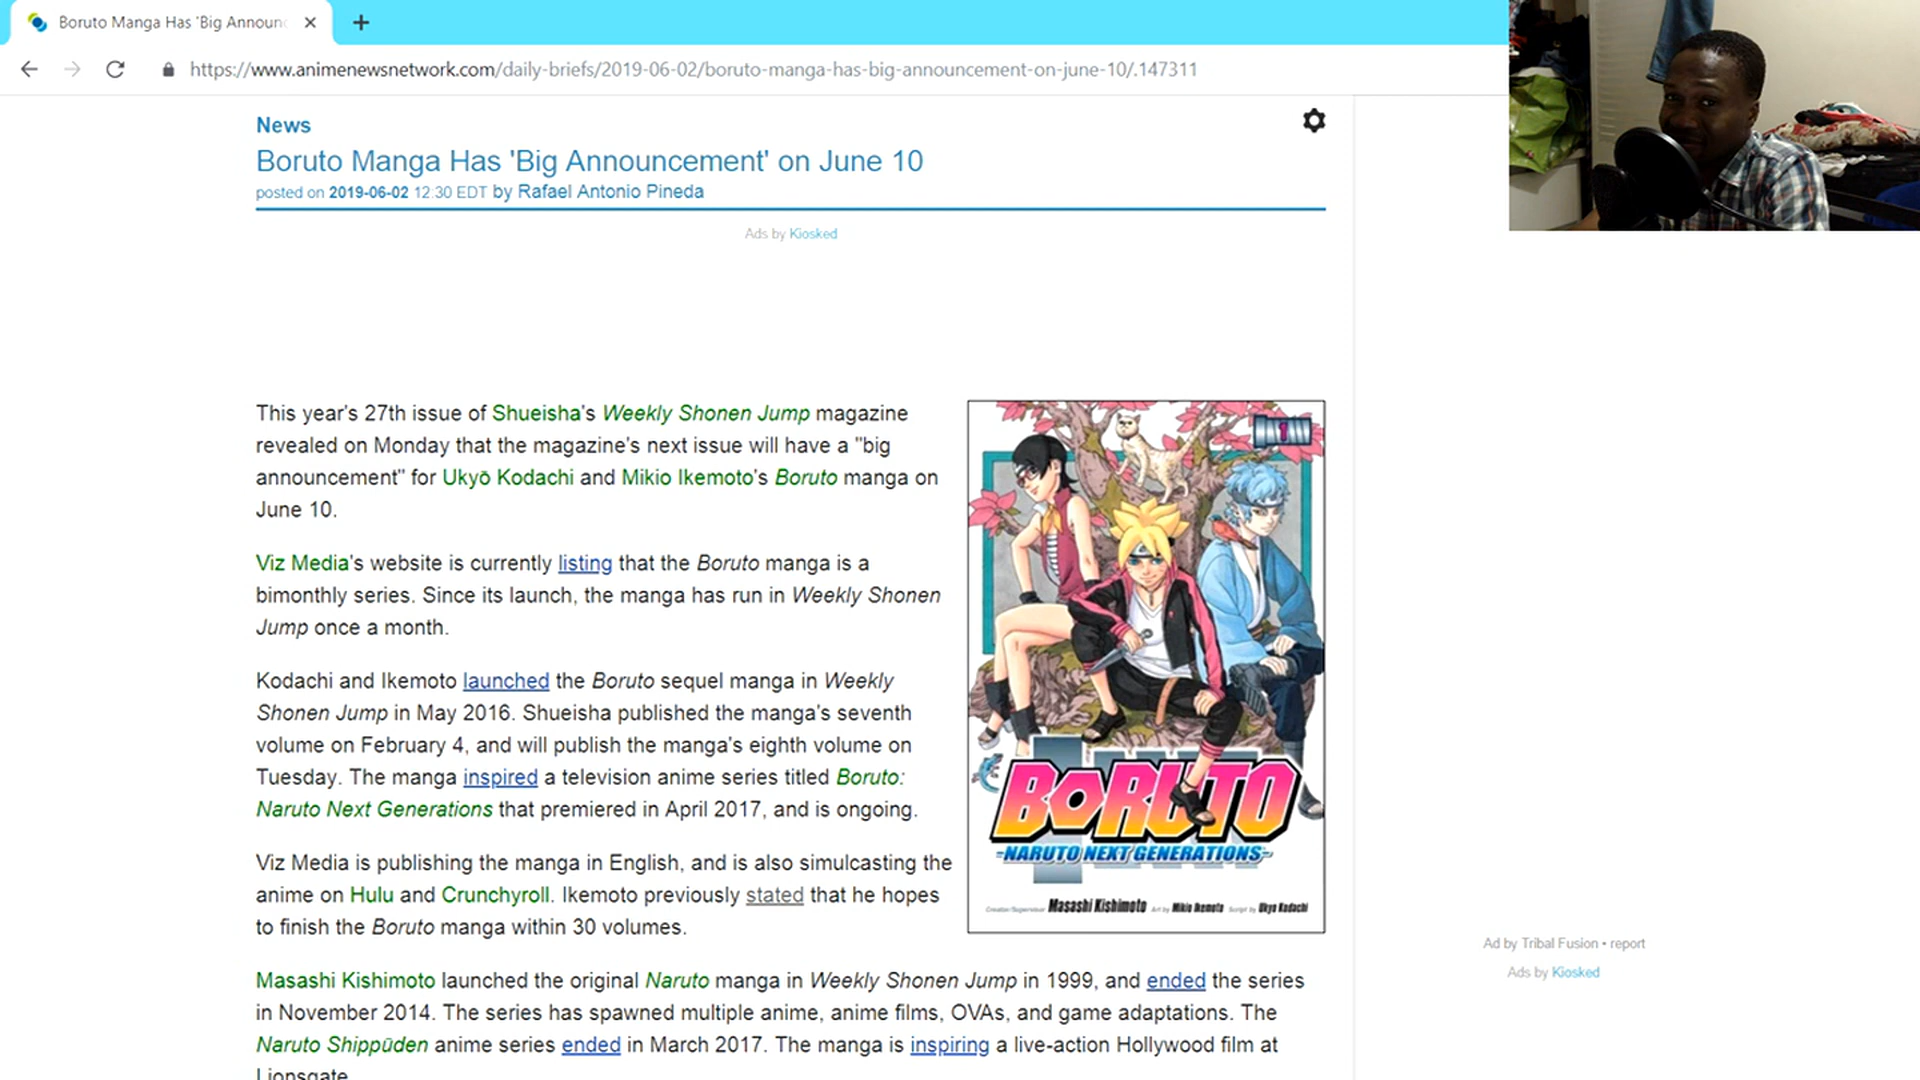 Boruto Manga Has 'Big Announc
https://www.animenewsnetwork.com/daily-briefs/2019-06-02/boruto-manga-has-big-announcement-on-june-10/.147311
News
Boruto Manga Has 'Big Announcement' on June 10
posted on 2019-06-02 12:30 EDT by Rafael Antonio Pineda
Ads by Kiosked
This year's 27th issue of Shueisha's Weekly Shonen Jump magazine
revealed on Monday that the magazine's next issue will have a "big
announcement" for Ukyō Kodachi and Mikio Ikemoto's Boruto manga on
June 10.
Viz Media's website is currently listing that the Boruto manga is a
bimonthly series. Since its launch, the manga has run in Weekly Shonen
Jump once a month.
Kodachi and Ikemoto launched the Boruto sequel manga in Weekly
Shonen Jump in May 2016. Shueisha published the manga's seventh
volume on February 4, and will publish the manga's eighth volume on
Tuesday. The manga inspired a television anime series titled Boruto:
Naruto Next Generations that premiered in April 2017, and is ongoing.
Viz Media is publishing the manga in English, and is also simulcasting the
anime on Hulu and Crunchyroll. Ikemoto previously stated that he hopes
to finish the Boruto manga within 30 volumes.
1
BORUTO
-NARUTO NEXT GENERATIONS-
Creator/Supervisor Masashi Kishimoto Art by Mikio Ikemoto Script by Ukyo Kodachi
Masashi Kishimoto launched the original Naruto manga in Weekly Shonen Jump in 1999, and ended the series
in November 2014. The series has spawned multiple anime, anime films, OVAs, and game adaptations. The
Naruto Shippūden anime series ended in March 2017. The manga is inspiring a live-action Hollywood film at
Lionsgate.
Ad by Tribal Fusion • report
Ads by Kiosked